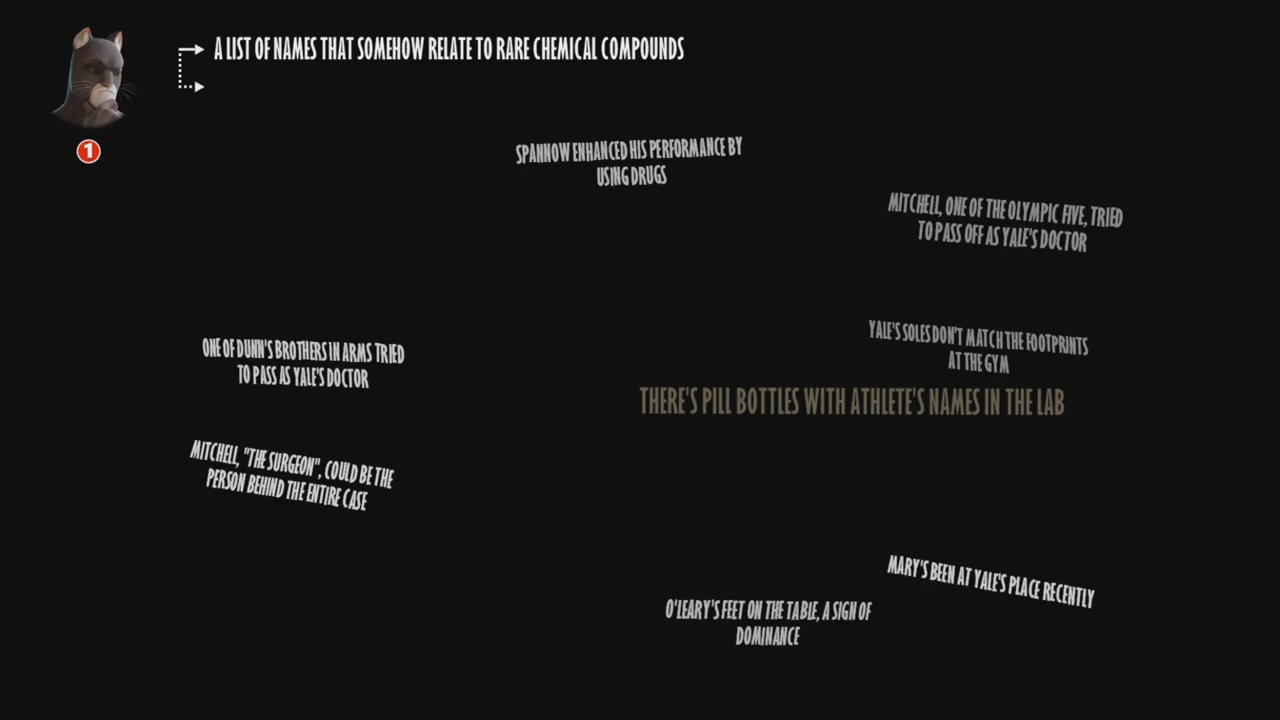 A LIST OF NAMES THAT SOMEHOW RELATE TO RARE CHEMICAL COMPOUNDS
1
SPANNOW ENHANCED HIS PERFORMANCE BY
USING DRUGS
MITCHELL, ONE OF THE OLYMPIC FIVE, TRIED
TO PASS OFF AS YALE'S DOCTOR
ONE OF DUNN'S BROTHERS IN ARMS TRIED
TO PASS AS YALE'S DOCTOR
YALE'S SOLES DON'T MATCH THE FOOTPRINTS
AT THE GYM
THERE'S PILL BOTTLES WITH ATHLETE'S NAMES IN THE LAB
MITCHELL, "THE SURGEON", COULD BE THE
PERSON BEHIND THE ENTIRE CASE
MARY'S BEEN AT YALE'S PLACE RECENTLY
O'LEARY'S FEET ON THE TABLE, A SIGN OF
DOMINANCE